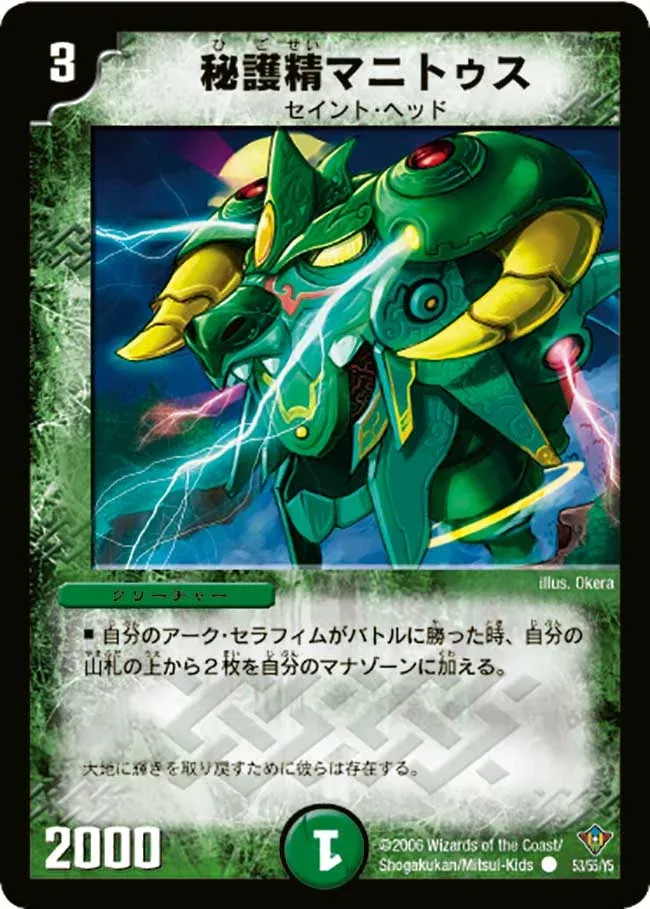 3
ひごせい
秘護精マニトゥス
セイント・ヘッド
illus. Okera
クリーチャー
■ 自分のアーク・セラフィムがバトルに勝った時、自分の
山札の上から2枚を自分のマナゾーンに加える。
大地に輝きを取り戻すために彼らは存在する。
2000
1
©2006 Wizards of the Coast/
Shogakukan/Mitsui-Kids
53/55/Y5